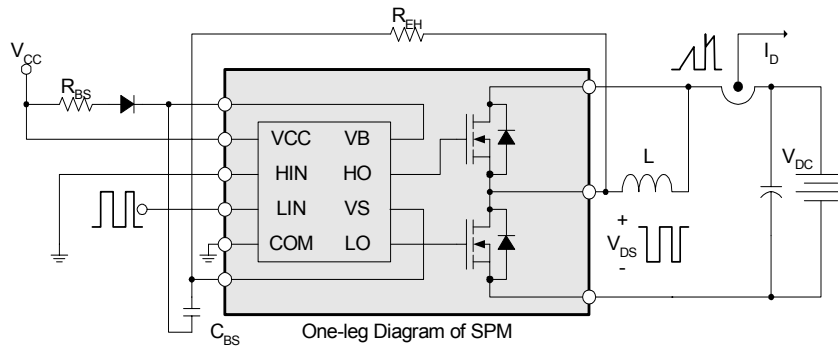 R_EH
V_CC
I_D
R_BS
VCC VB
HIN HO
LIN VS
COM LO
L
V_DC
+
V_DS
-
C_BS
One-leg Diagram of SPM